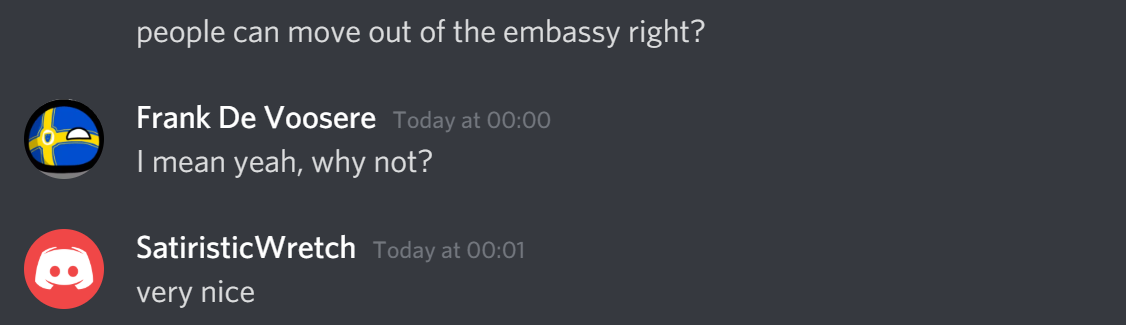 people can move out of the embassy right?
Frank De Voosere Today at 00:00
I mean yeah, why not?
SatiristicWretch Today at 00:01
very nice